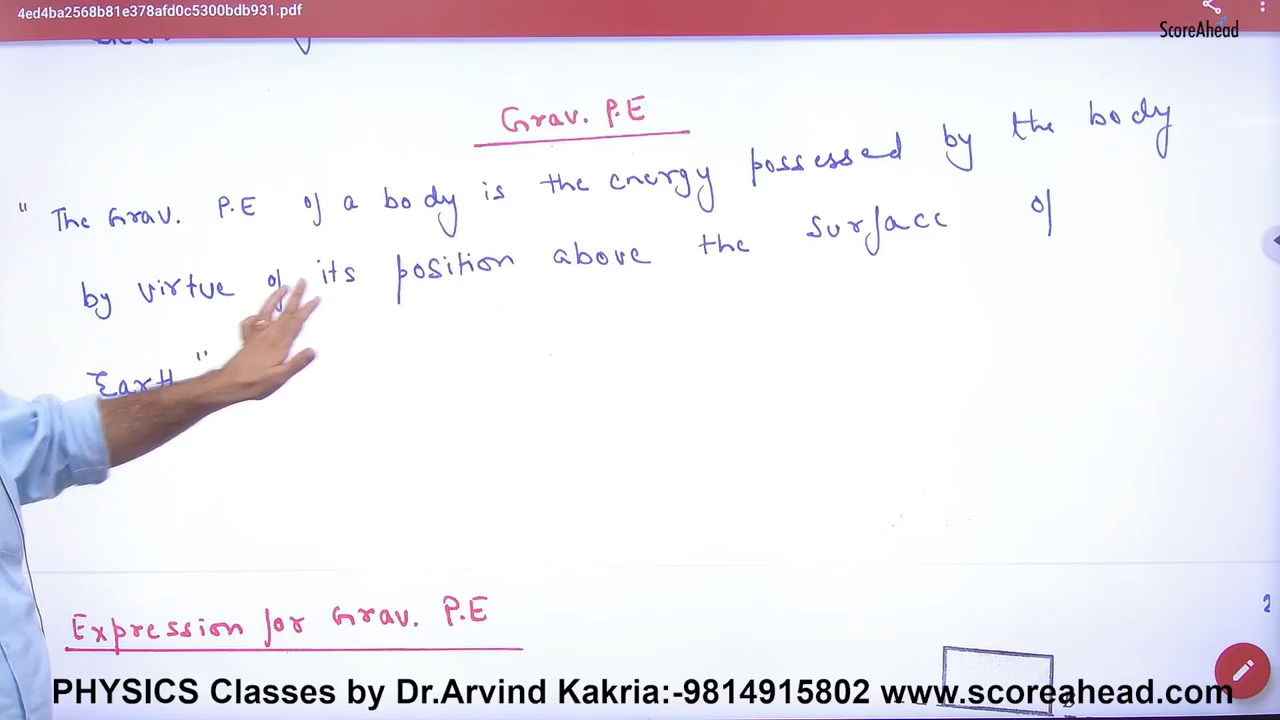 4ed4ba2568b81e378afd0c5300bdb931.pdf
ScoreAhead
Grav. P.E
" The Grav. P.E of a body is the energy possessed by the body
by virtue of its position above the surface of
Earth "
Expression for Grav. P.E
2
PHYSICS Classes by Dr.Arvind Kakria:-9814915802 www.scoreahead.com